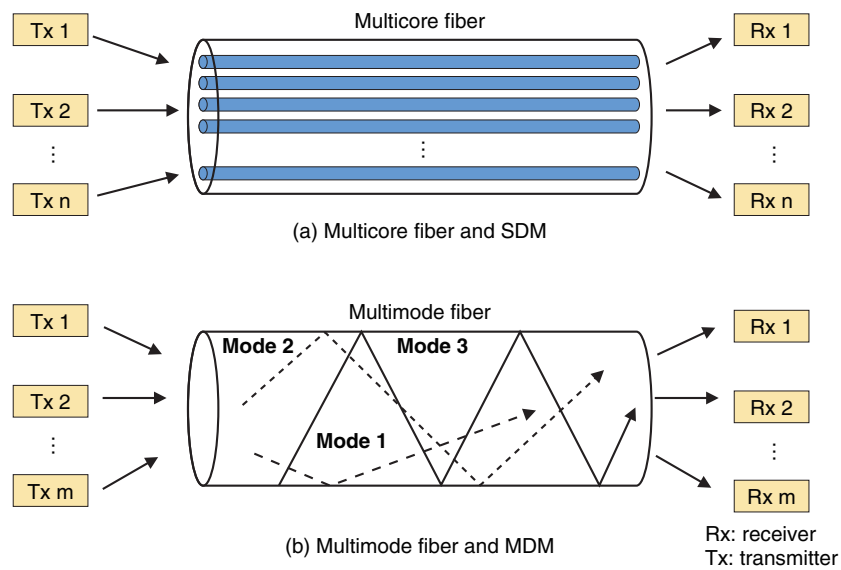 Multicore fiber
Tx 1
Rx 1
Tx 2
Rx 2
⋮
⋮
⋮
Tx n
Rx n
(a) Multicore fiber and SDM
Multimode fiber
Tx 1
Rx 1
Mode 2
Mode 3
Tx 2
Rx 2
Mode 1
⋮
⋮
Tx m
Rx m
(b) Multimode fiber and MDM
Rx: receiver
Tx: transmitter